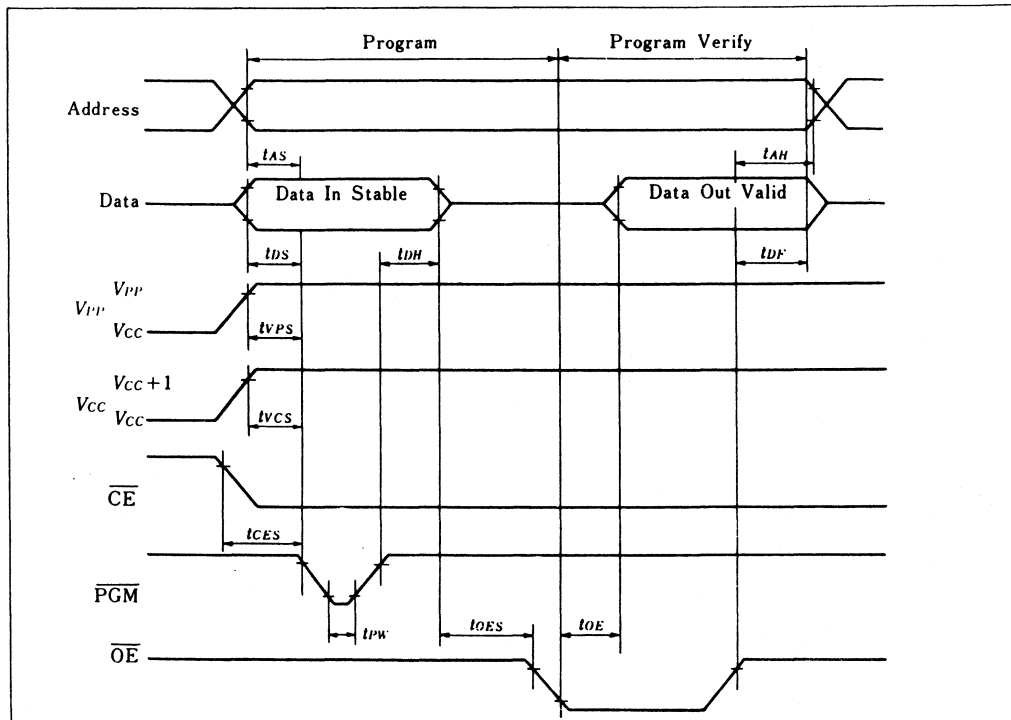 Program Program Verify
Address
tAS tAH
Data Data In Stable Data Out Valid
tDS tDH tDF
VPP
VPP
VCC
tVPS
VCC+1
VCC
VCC
tVCS
CE
tCES
PGM
tPW tOES tOE
OE